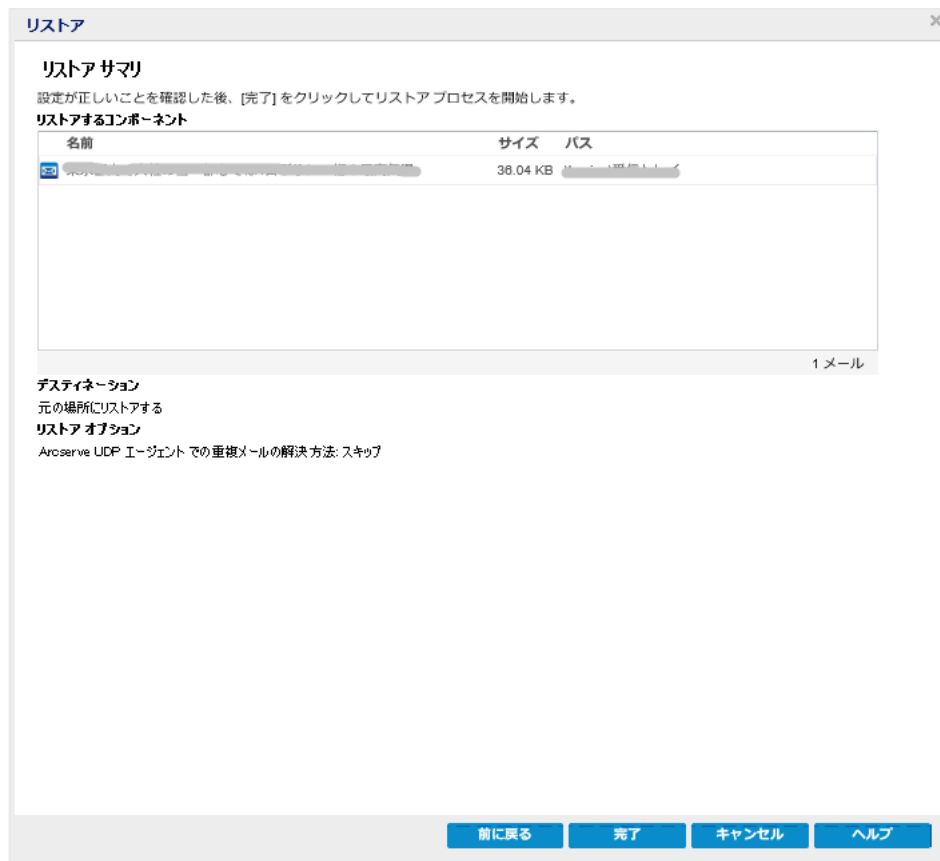 リストア
リストア サマリ
設定が正しいことを確認した後、[完了] をクリックしてリストア プロセスを開始します。
リストアするコンポーネント
名前 サイズ パス
36.04 KB
1 メール
デスティネーション
元の場所にリストアする
リストア オプション
Arcserve UDP エージェント での重複メールの解決方法: スキップ
前に戻る 完了 キャンセル ヘルプ